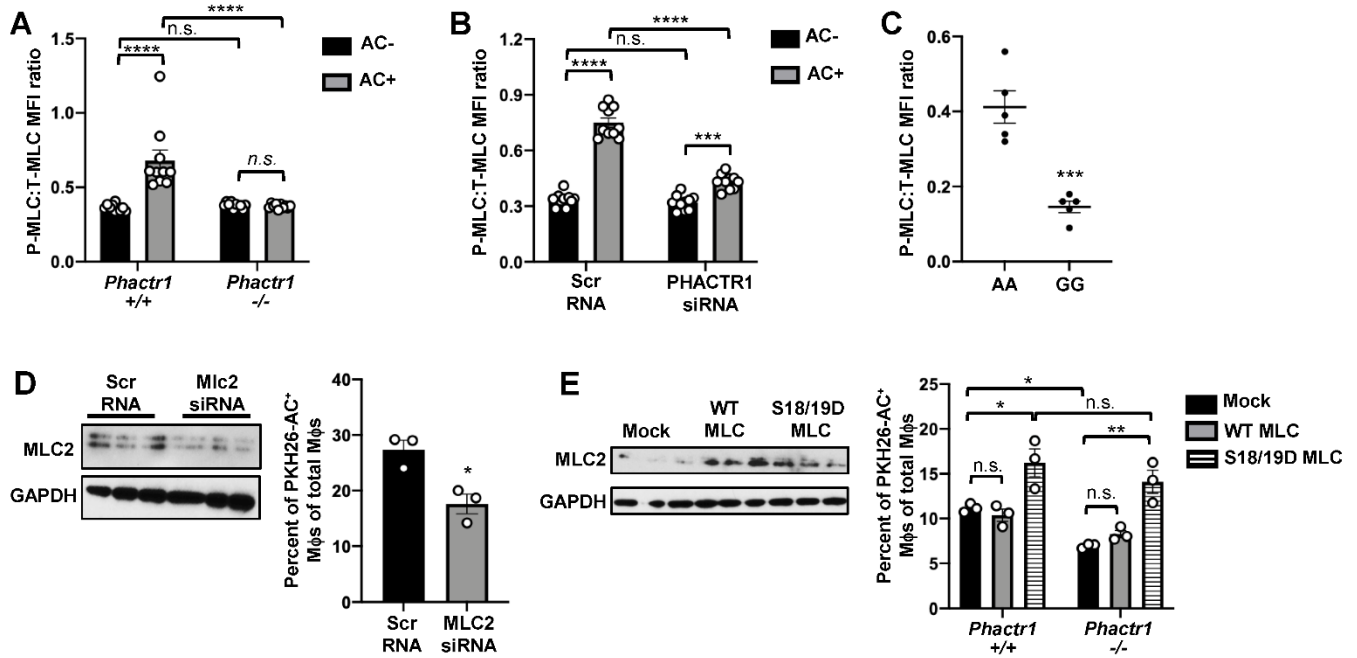 A
P-MLC:T-MLC MFI ratio
1.5
1.0
0.5
0.0
****
n.s.
****
n.s.
Phactr1
+/+
Phactr1
-/-
AC-
AC+
B
P-MLC:T-MLC MFI ratio
1.2
0.9
0.6
0.3
0.0
****
n.s.
****
***
Scr
RNA
PHACTR1
siRNA
AC-
AC+
C
P-MLC:T-MLC MFI ratio
0.6
0.4
0.2
0.0
***
AA
GG
D
Scr
RNA
Mlc2
siRNA
MLC2
GAPDH
Percent of PKH26-AC+
Mϕs of total Mϕs
40
30
20
10
0
*
Scr
RNA
MLC2
siRNA
E
Mock
WT
MLC
S18/19D
MLC
MLC2
GAPDH
Percent of PKH26-AC+
Mϕs of total Mϕs
25
20
15
10
5
0
*
n.s.
*
**
n.s.
n.s.
Phactr1
+/+
Phactr1
-/-
Mock
WT MLC
S18/19D MLC